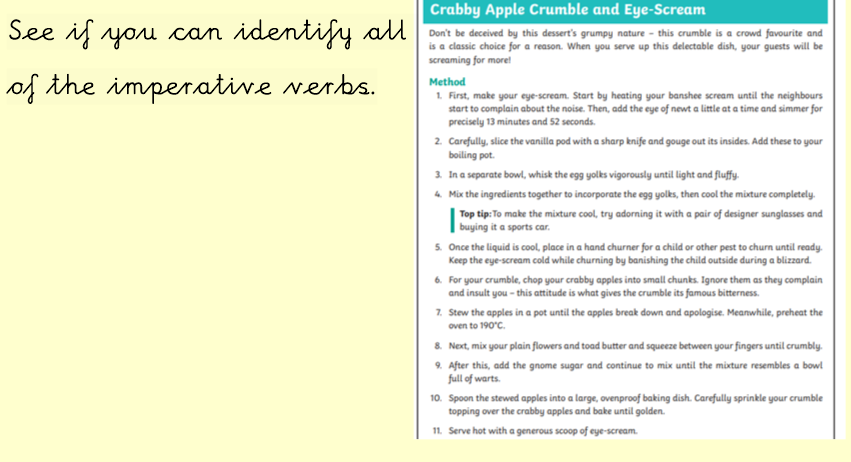 See if you can identify all
of the imperative verbs.
Crabby Apple Crumble and Eye-Scream
Don't be deceived by this dessert's grumpy nature – this crumble is a crowd favourite and
is a classic choice for a reason. When you serve up this delectable dish, your guests will be
screaming for more!
Method
1. First, make your eye-scream. Start by heating your banshee scream until the neighbours
start to complain about the noise. Then, add the eye of newt a little at a time and simmer for
precisely 13 minutes and 52 seconds.
2. Carefully, slice the vanilla pod with a sharp knife and gouge out its insides. Add these to your
boiling pot.
3. In a separate bowl, whisk the egg yolks vigorously until light and fluffy.
4. Mix the ingredients together to incorporate the egg yolks, then cool the mixture completely.
Top tip:To make the mixture cool, try adorning it with a pair of designer sunglasses and
buying it a sports car.
5. Once the liquid is cool, place in a hand churner for a child or other pest to churn until ready.
Keep the eye-scream cold while churning by banishing the child outside during a blizzard.
6. For your crumble, chop your crabby apples into small chunks. Ignore them as they complain
and insult you – this attitude is what gives the crumble its famous bitterness.
7. Stew the apples in a pot until the apples break down and apologise. Meanwhile, preheat the
oven to 190°C.
8. Next, mix your plain flowers and toad butter and squeeze between your fingers until crumbly.
9. After this, add the gnome sugar and continue to mix until the mixture resembles a bowl
full of warts.
10. Spoon the stewed apples into a large, ovenproof baking dish. Carefully sprinkle your crumble
topping over the crabby apples and bake until golden.
11. Serve hot with a generous scoop of eye-scream.